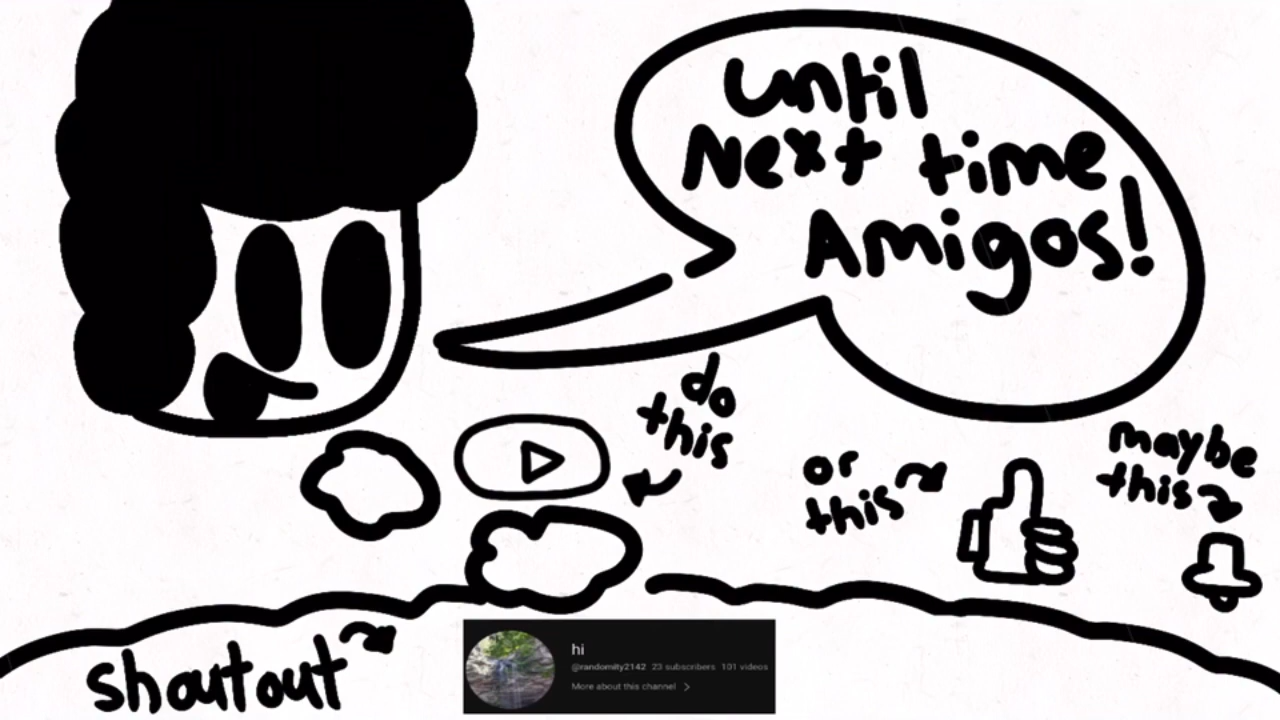 until
Next time
Amigos!
do
this
or
this
maybe
this
shoutout
hi
@randomity2142 23 subscribers 101 videos
More about this channel >